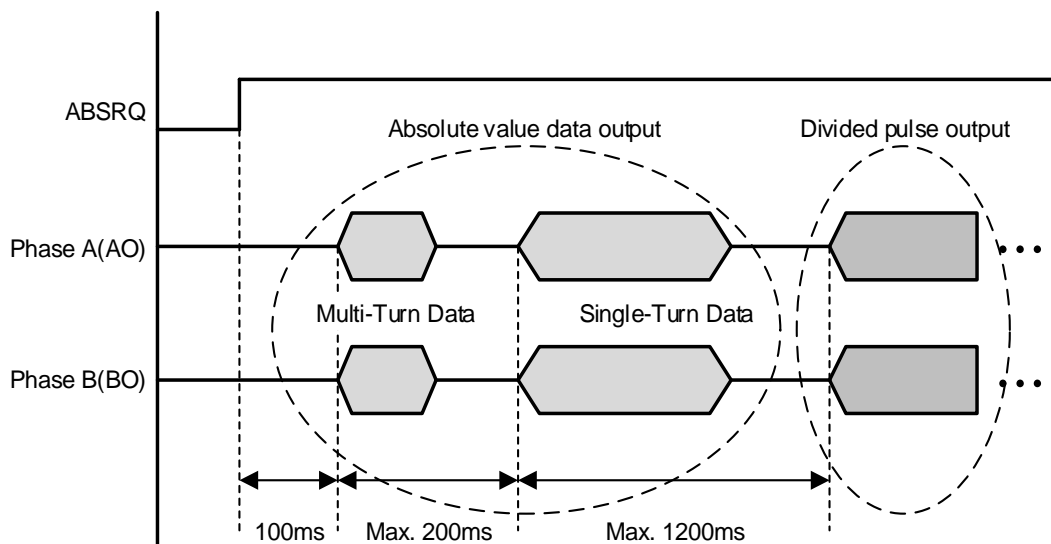 ABSRQ
Absolute value data output
Divided pulse output
Phase A(AO)
Multi-Turn Data
Single-Turn Data
Phase B(BO)
100ms
Max. 200ms
Max. 1200ms